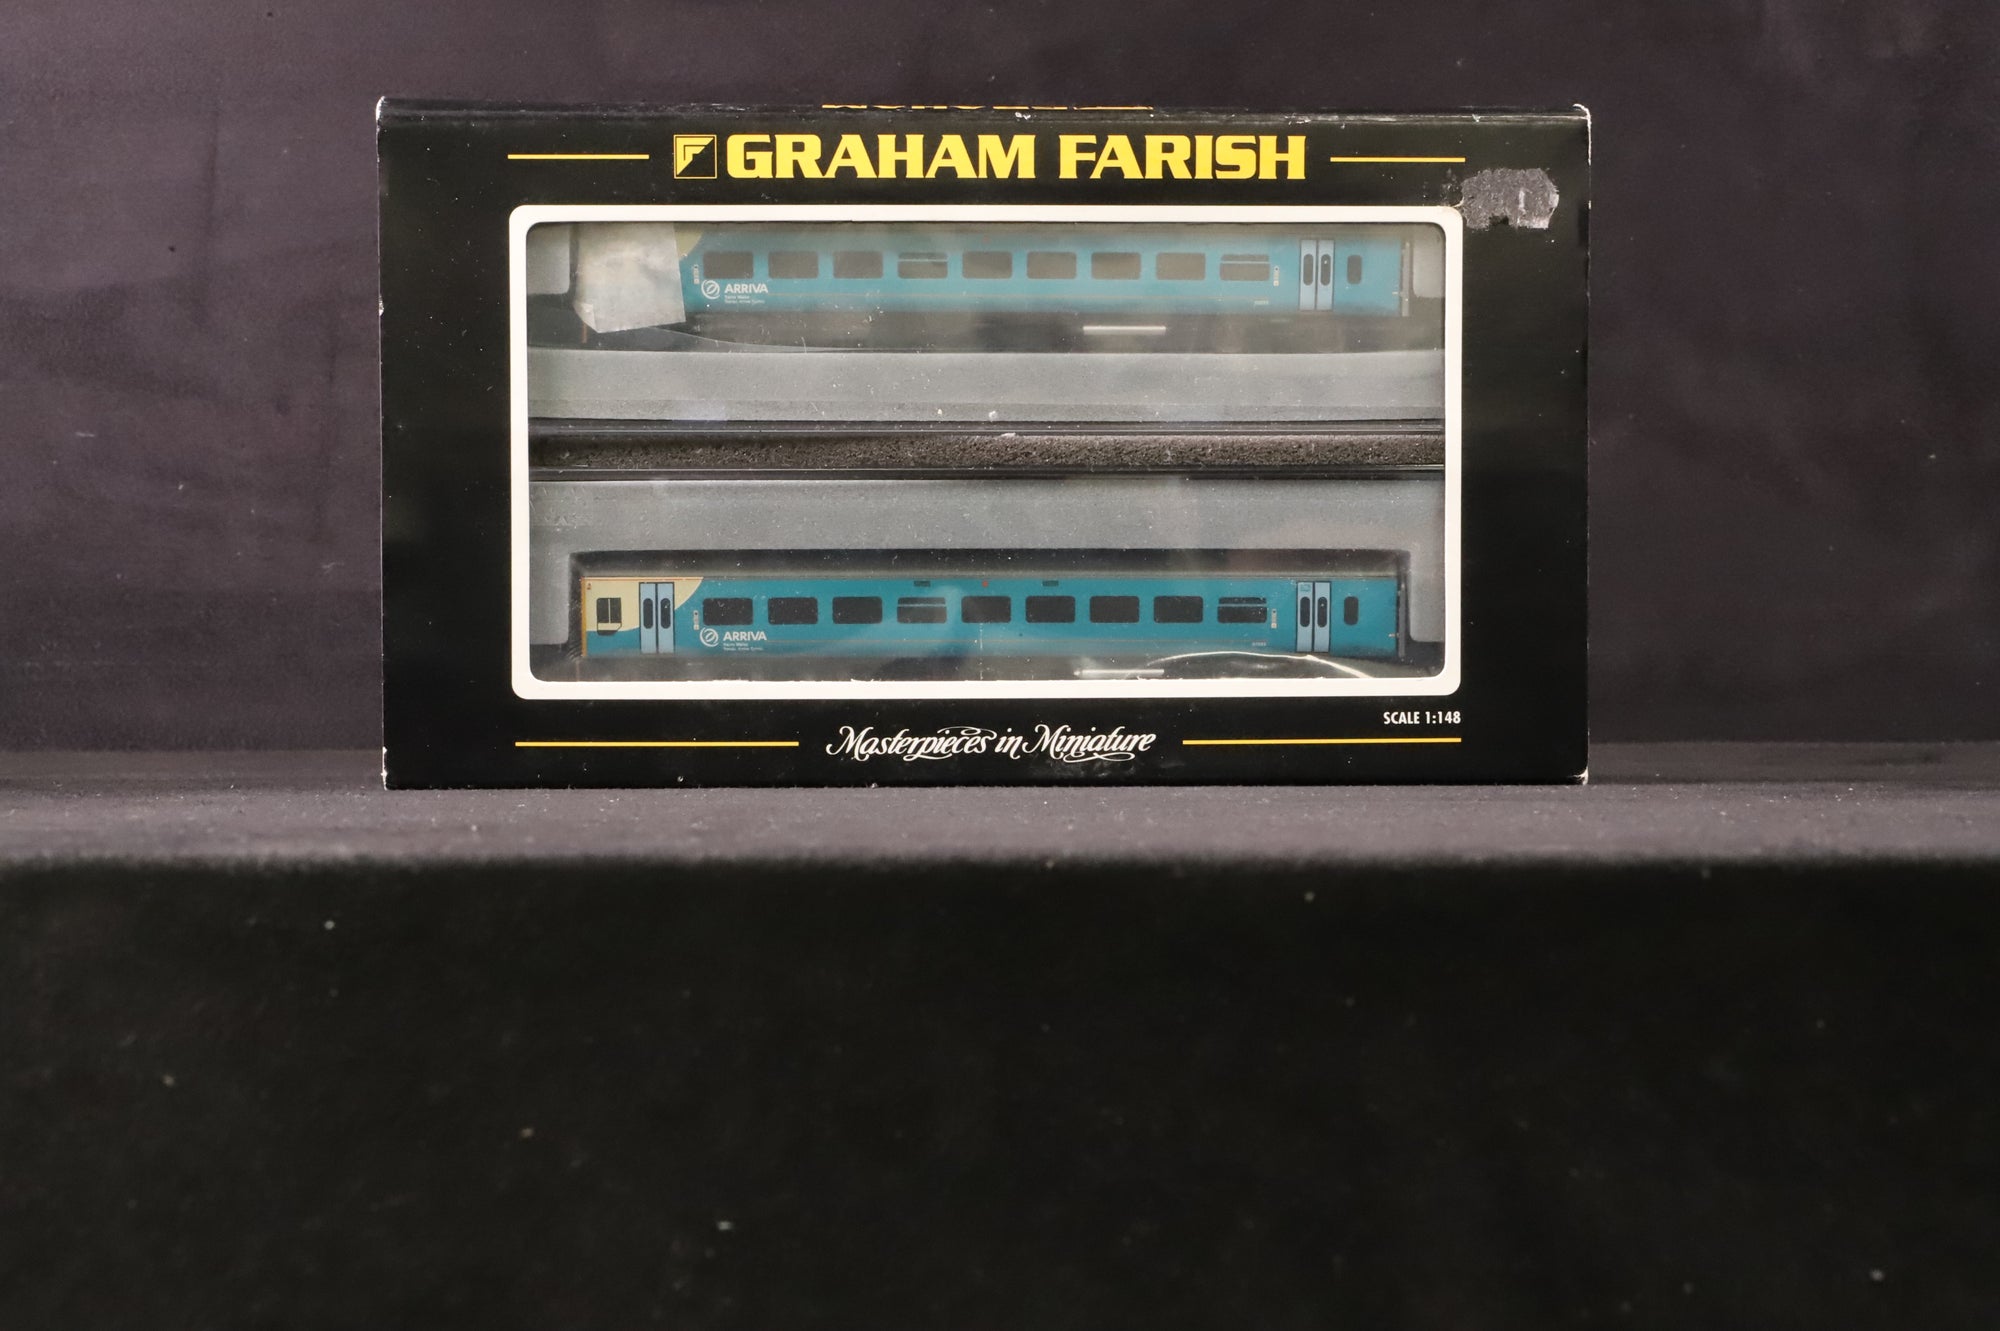 GRAHAM FARISH
ARRIVA
ARRIVA
SCALE 1:148
Masterpieces in Miniature